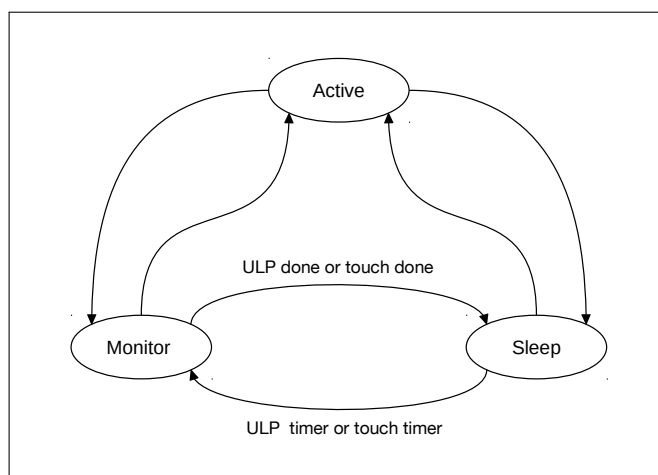 Active
ULP done or touch done
Monitor
Sleep
ULP timer or touch timer